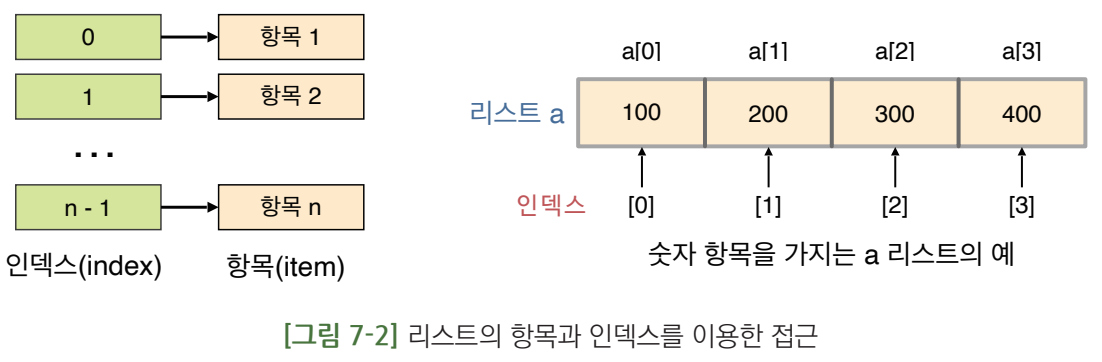 0 항목 1
1 항목 2
...
n - 1 항목 n
인덱스(index) 항목(item)
a[0] a[1] a[2] a[3]
리스트 a 100 200 300 400
인덱스 [0] [1] [2] [3]
숫자 항목을 가지는 a 리스트의 예
[그림 7-2] 리스트의 항목과 인덱스를 이용한 접근